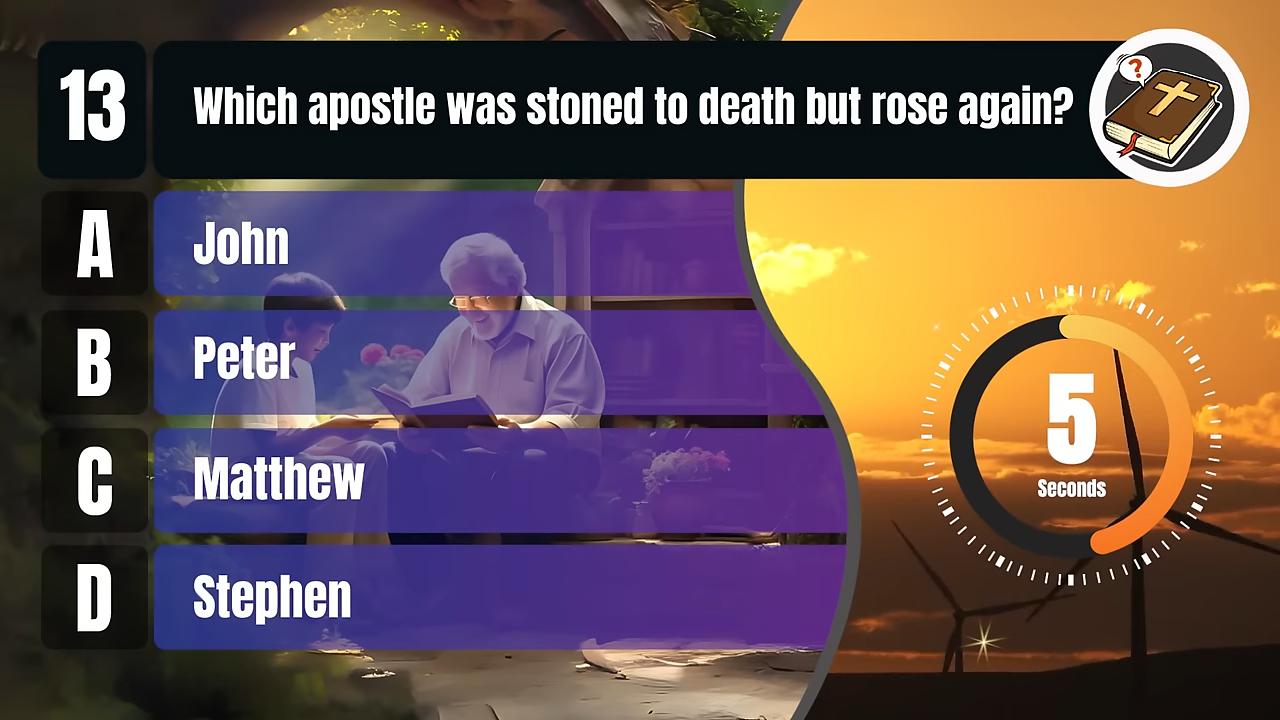 13
Which apostle was stoned to death but rose again?
?
A
John
B
Peter
C
Matthew
D
Stephen
5
Seconds